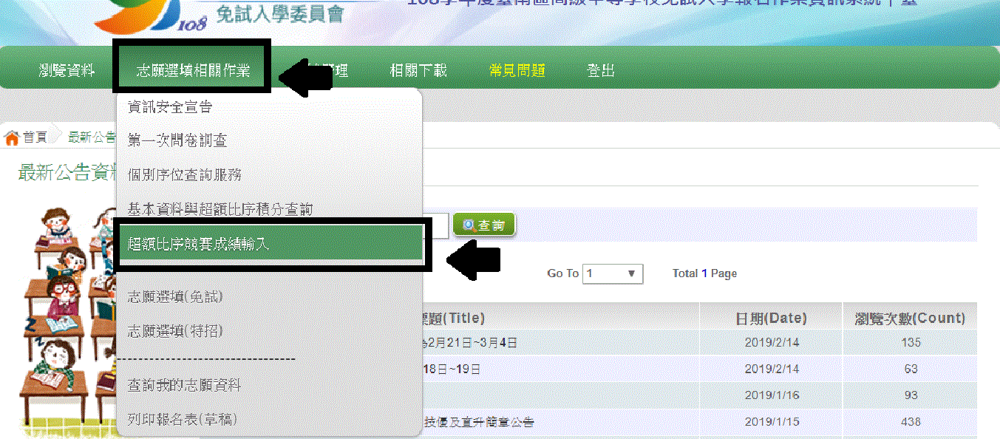 108學年度臺南區高級中等學校免試入學報名作業資訊系統平臺
108 免試入學委員會
瀏覽資料 志願選填相關作業 管理 相關下載 常見問題 登出
資訊安全宣告
首頁 最新公告
第一次問卷調查
最新公告資料
個別序位查詢服務
基本資料與超額比序積分查詢
查詢
超額比序競賽成績輸入
Go To 1 Total 1 Page
志願選填(免試)
標題(Title) 日期(Date) 瀏覽次數(Count)
志願選填(特招)
為2月21日~3月4日 2019/2/14 135
--------------------------------
18日~19日 2019/2/14 63
查詢我的志願資料
2019/1/16 93
列印報名表(草稿)
技優及直升簡章公告 2019/1/15 438